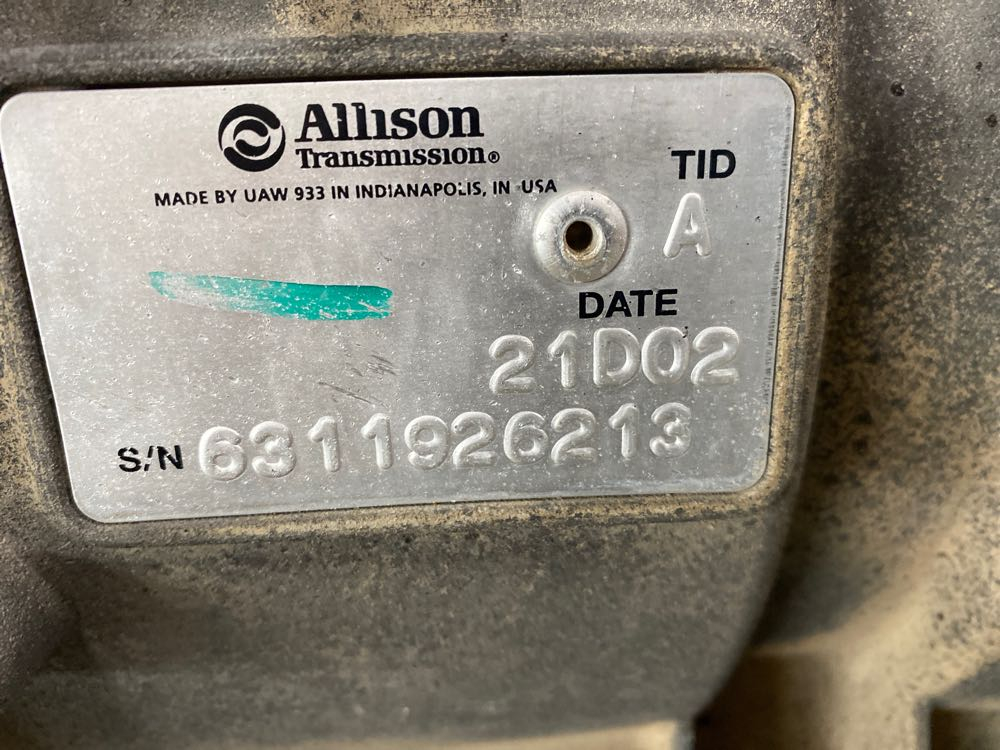 Allison
Transmission®
MADE BY UAW 933 IN INDIANAPOLIS, IN USA
TID
A
DATE
21D02
S/N 6311926213